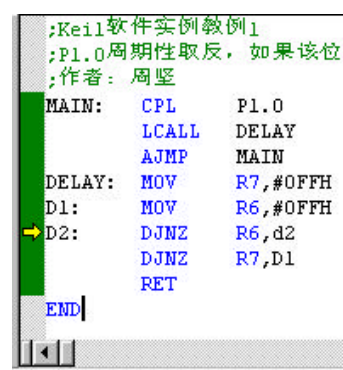 ;Keil软件实例教例1
;P1.0周期性取反，如果该位
;作者：周坚
MAIN: CPL P1.0
LCALL DELAY
AJMP MAIN
DELAY: MOV R7,#0FFH
D1: MOV R6,#0FFH
D2: DJNZ R6,d2
DJNZ R7,D1
RET
END